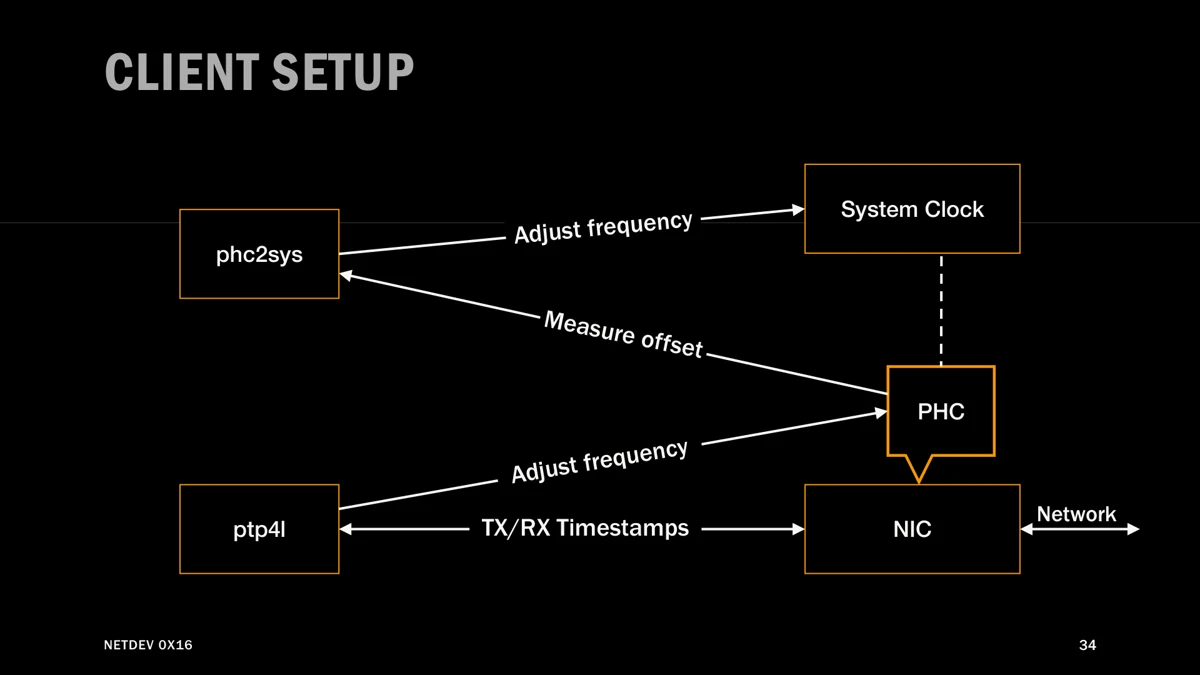 CLIENT SETUP
System Clock
Adjust frequency
phc2sys
Measure offset
PHC
Adjust frequency
ptp4l
TX/RX Timestamps
NIC
Network
NETDEV 0X16
34